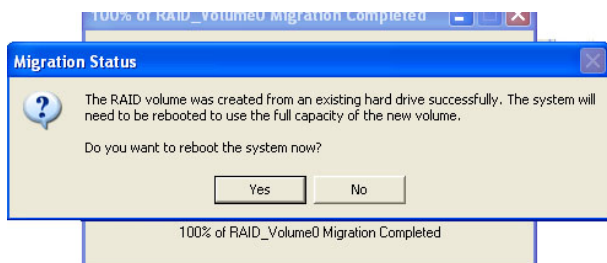 100% of RAID_Volume0 Migration Completed
Migration Status
The RAID volume was created from an existing hard drive successfully. The system will
need to be rebooted to use the full capacity of the new volume.
Do you want to reboot the system now?
Yes No
100% of RAID_Volume0 Migration Completed